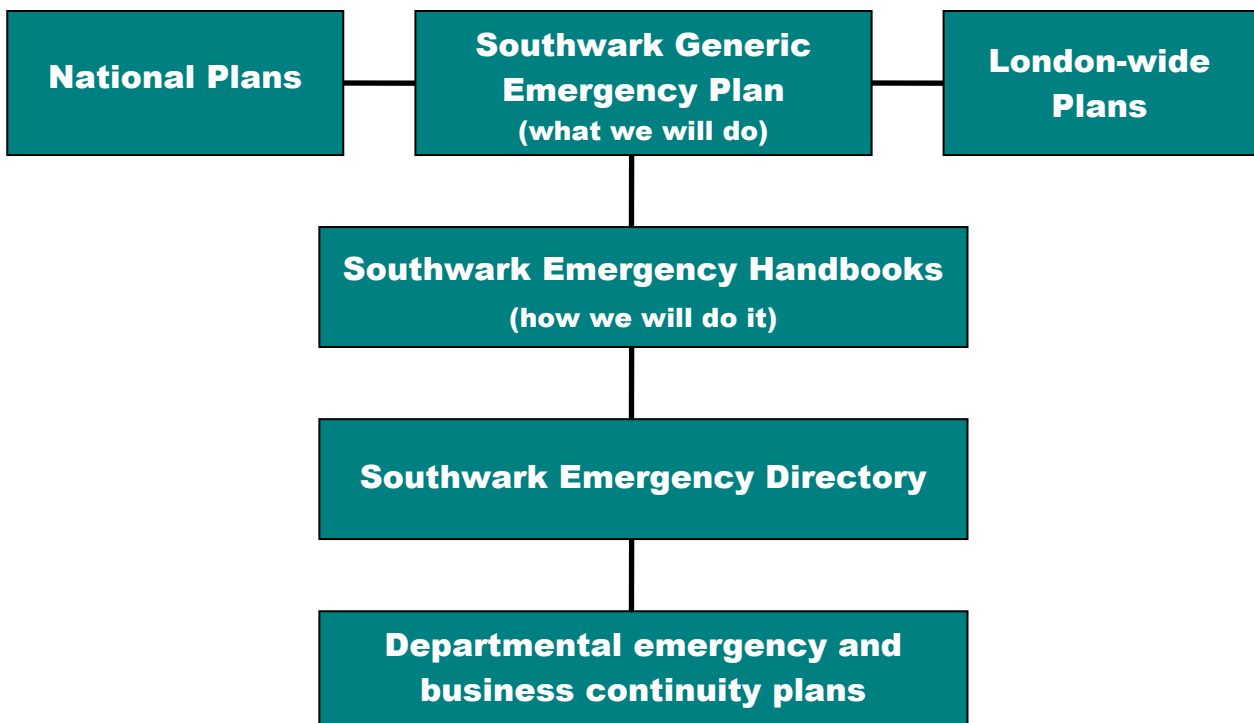 National Plans
Southwark Generic
Emergency Plan
(what we will do)
London-wide
Plans
Southwark Emergency Handbooks
(how we will do it)
Southwark Emergency Directory
Departmental emergency and
business continuity plans